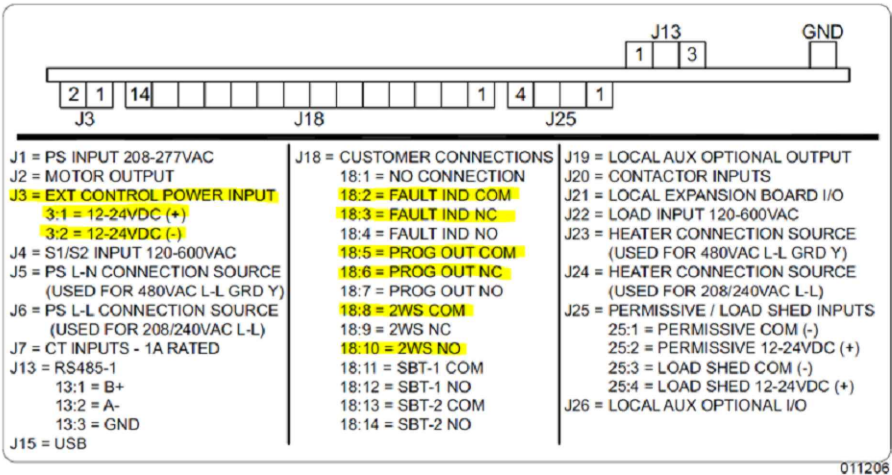 J13 GND
1 3
2 1 14 1 4 1
J3 J18 J25
J1 = PS INPUT 208-277VAC
J2 = MOTOR OUTPUT
J3 = EXT CONTROL POWER INPUT
3:1 = 12-24VDC (+)
3:2 = 12-24VDC (-)
J4 = S1/S2 INPUT 120-600VAC
J5 = PS L-N CONNECTION SOURCE
(USED FOR 480VAC L-L GRD Y)
J6 = PS L-L CONNECTION SOURCE
(USED FOR 208/240VAC L-L)
J7 = CT INPUTS - 1A RATED
J13 = RS485-1
13:1 = B+
13:2 = A-
13:3 = GND
J15 = USB
J18 = CUSTOMER CONNECTIONS
18:1 = NO CONNECTION
18:2 = FAULT IND COM
18:3 = FAULT IND NC
18:4 = FAULT IND NO
18:5 = PROG OUT COM
18:6 = PROG OUT NC
18:7 = PROG OUT NO
18:8 = 2WS COM
18:9 = 2WS NC
18:10 = 2WS NO
18:11 = SBT-1 COM
18:12 = SBT-1 NO
18:13 = SBT-2 COM
18:14 = SBT-2 NO
J19 = LOCAL AUX OPTIONAL OUTPUT
J20 = CONTACTOR INPUTS
J21 = LOCAL EXPANSION BOARD I/O
J22 = LOAD INPUT 120-600VAC
J23 = HEATER CONNECTION SOURCE
(USED FOR 480VAC L-L GRD Y)
J24 = HEATER CONNECTION SOURCE
(USED FOR 208/240VAC L-L)
J25 = PERMISSIVE / LOAD SHED INPUTS
25:1 = PERMISSIVE COM (-)
25:2 = PERMISSIVE 12-24VDC (+)
25:3 = LOAD SHED COM (-)
25:4 = LOAD SHED 12-24VDC (+)
J26 = LOCAL AUX OPTIONAL I/O
011206